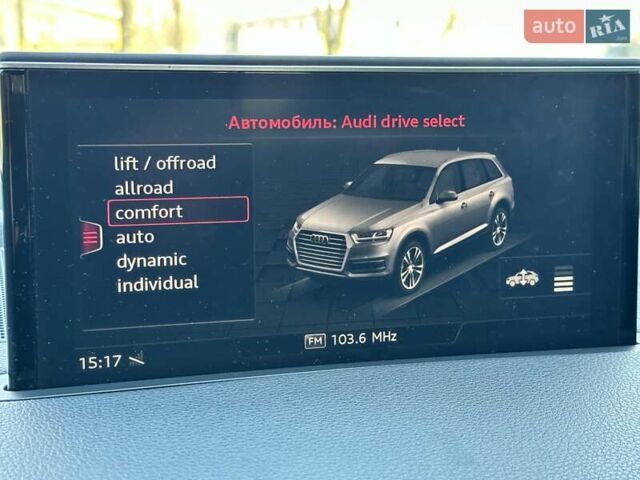 auto RIA
.com
Автомобиль: Audi drive select
lift / offroad
allroad
comfort
auto
dynamic
individual
FM 103.6 MHz
15:17